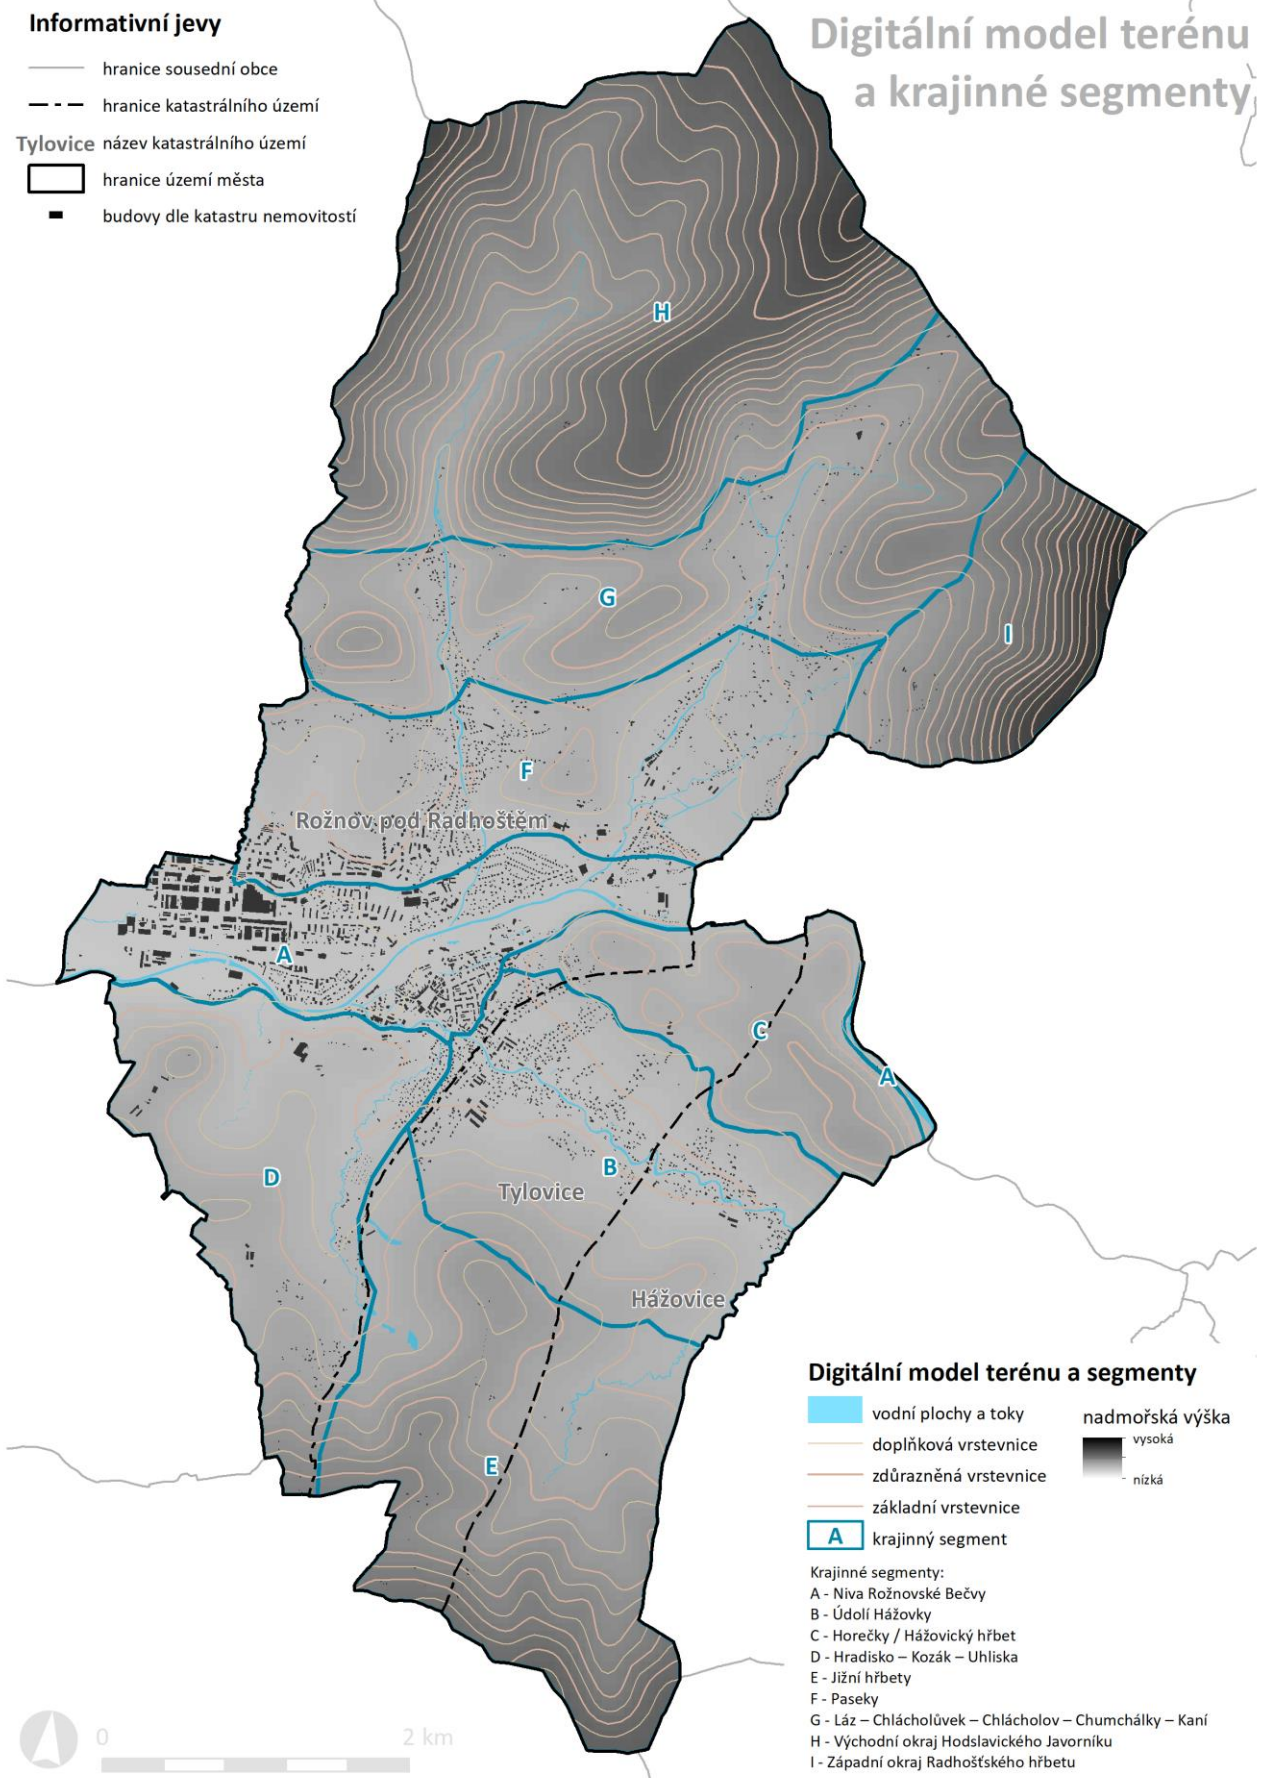 Informativní jevy
hranice sousední obce
hranice katastrálního území
Tylovice název katastrálního území
hranice území města
budovy dle katastru nemovitostí
Digitální model terénu
a krajinné segmenty
H
G
I
F
Rožnov pod Radhoštěm
A
C
A
D
B
Tylovice
Hážovice
E
Digitální model terénu a segmenty
vodní plochy a toky
doplňková vrstevnice
zdůrazněná vrstevnice
základní vrstevnice
A krajinný segment
nadmořská výška
vysoká
nízká
Krajinné segmenty:
A - Niva Rožnovské Bečvy
B - Údolí Hážovky
C - Horečky / Hážovický hřbet
D - Hradisko – Kozák – Uhliska
E - Jižní hřbety
F - Paseky
G - Láz – Chlácholůvek – Chlácholov – Chumchálky – Kaní
H - Východní okraj Hodslavického Javorníku
I - Západní okraj Radhošťského hřbetu
0 2 km